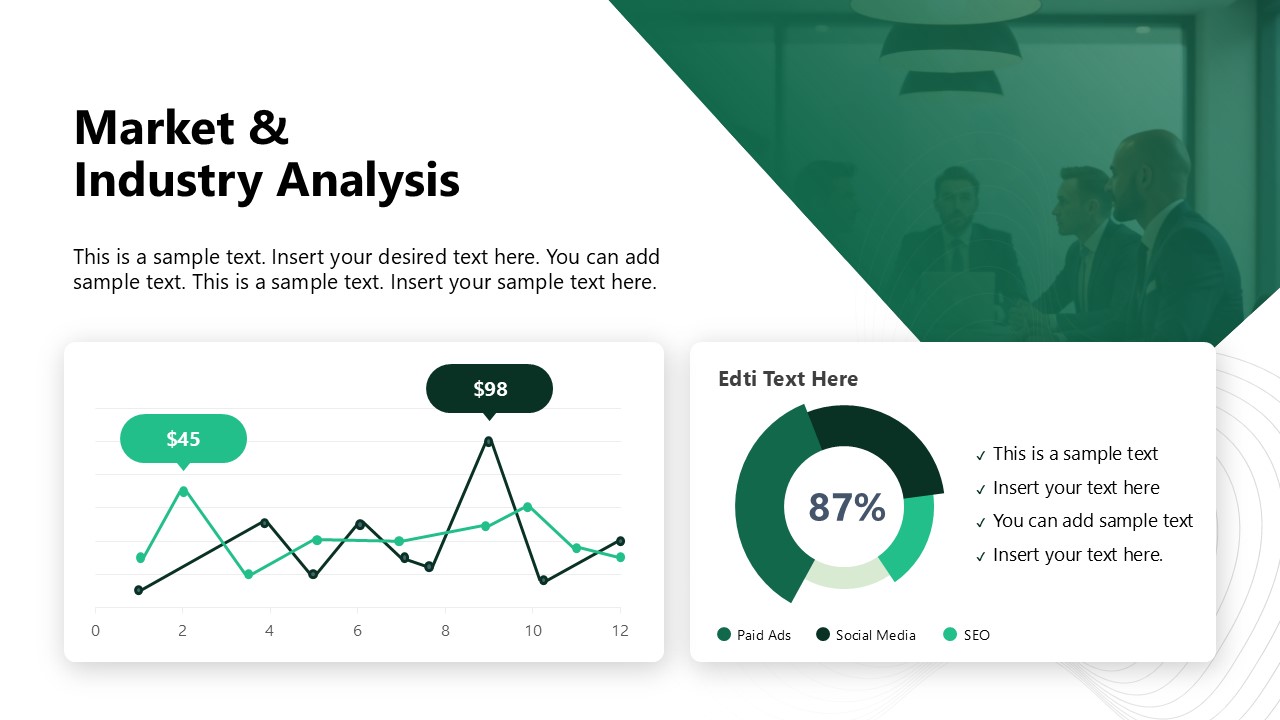 Market &
Industry Analysis
This is a sample text. Insert your desired text here. You can add
sample text. This is a sample text. Insert your sample text here.
$45
$98
0 2 4 6 8 10 12
Edti Text Here
87%
✓ This is a sample text
✓ Insert your text here
✓ You can add sample text
✓ Insert your text here.
Paid Ads Social Media SEO